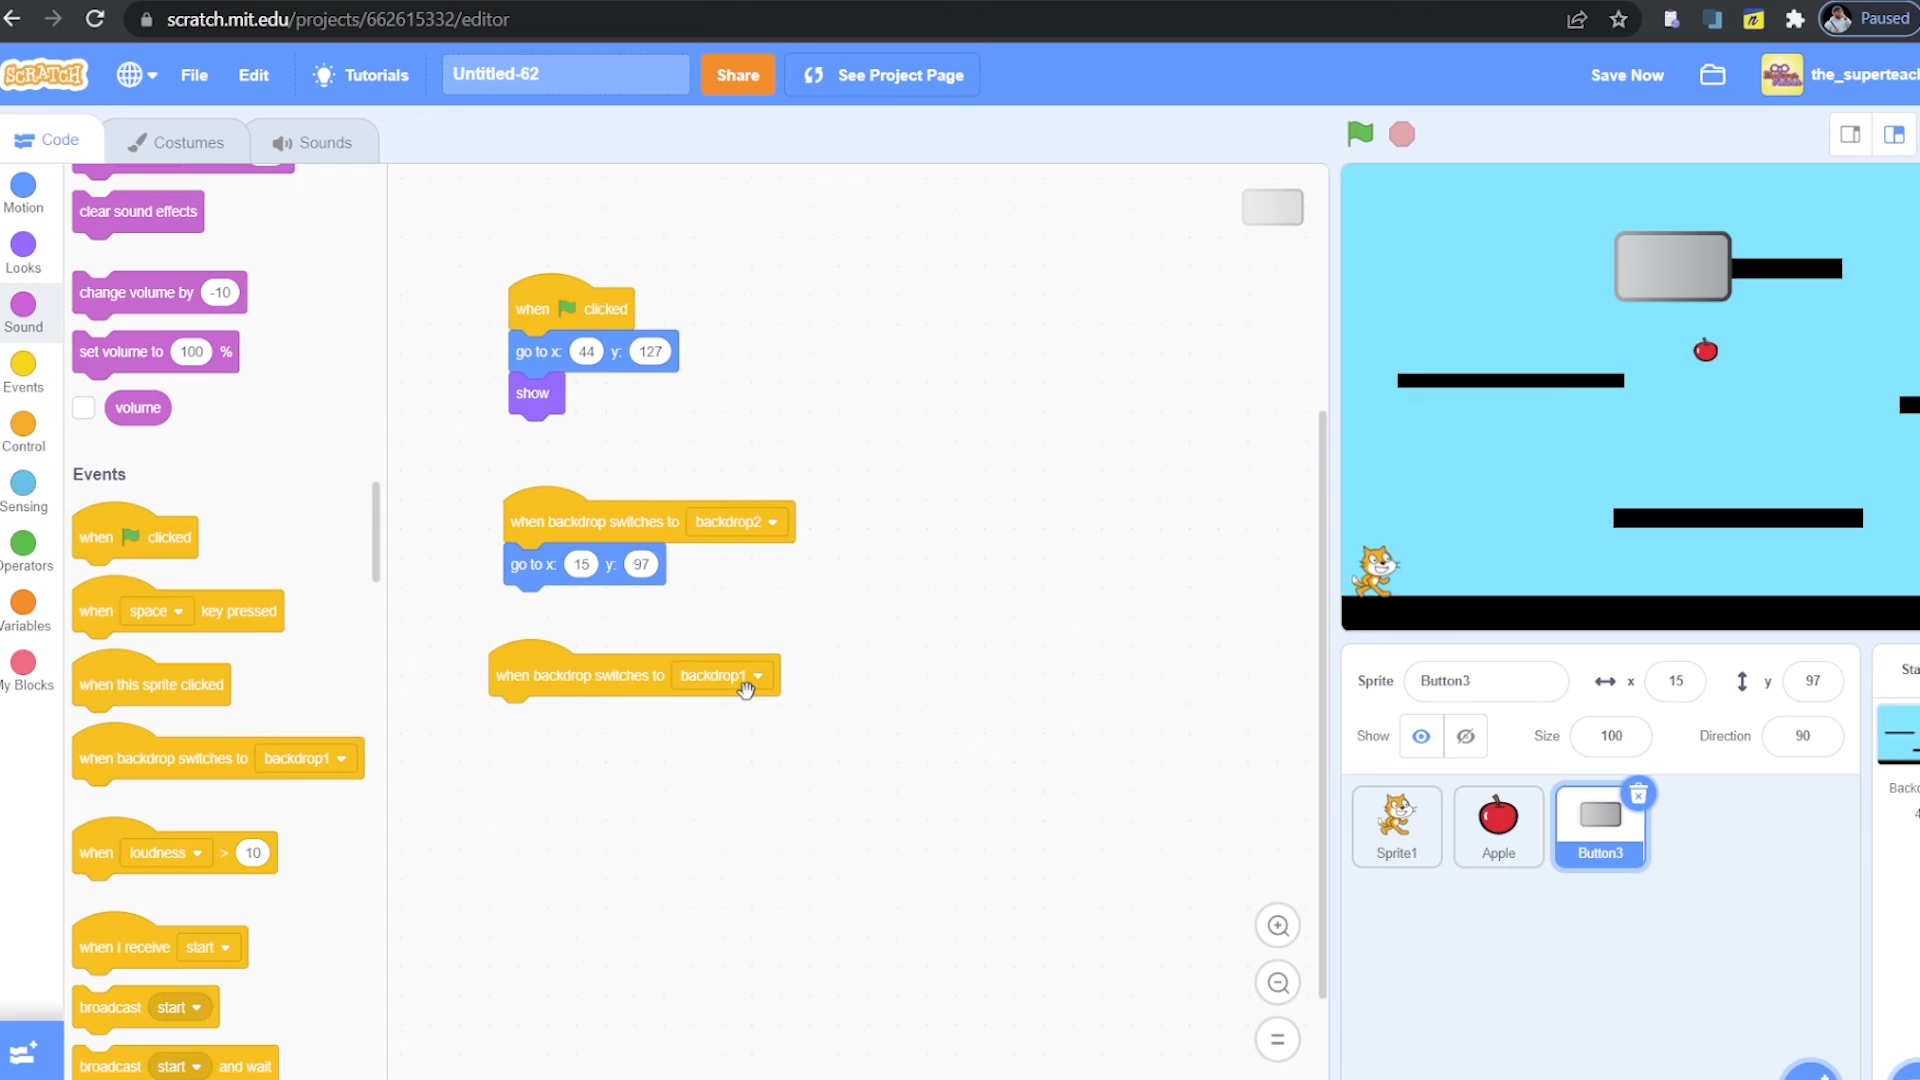 scratch.mit.edu/projects/662615332/editor
Paused
SCRATCH
File
Edit
Tutorials
Untitled-62
Share
See Project Page
Save Now
the_superteach
Code
Costumes
Sounds
Motion
Looks
Sound
Events
Control
Sensing
Operators
Variables
My Blocks
clear sound effects
change volume by -10
set volume to 100 %
volume
Events
when clicked
when space key pressed
when this sprite clicked
when backdrop switches to backdrop1
when loudness > 10
when I receive start
broadcast start
broadcast start and wait
when clicked
go to x: 44 y: 127
show
when backdrop switches to backdrop2
go to x: 15 y: 97
when backdrop switches to backdrop1
Sprite Button3 x 15 y 97
Show Size 100 Direction 90
Sprite1
Apple
Button3
Sta
Backd